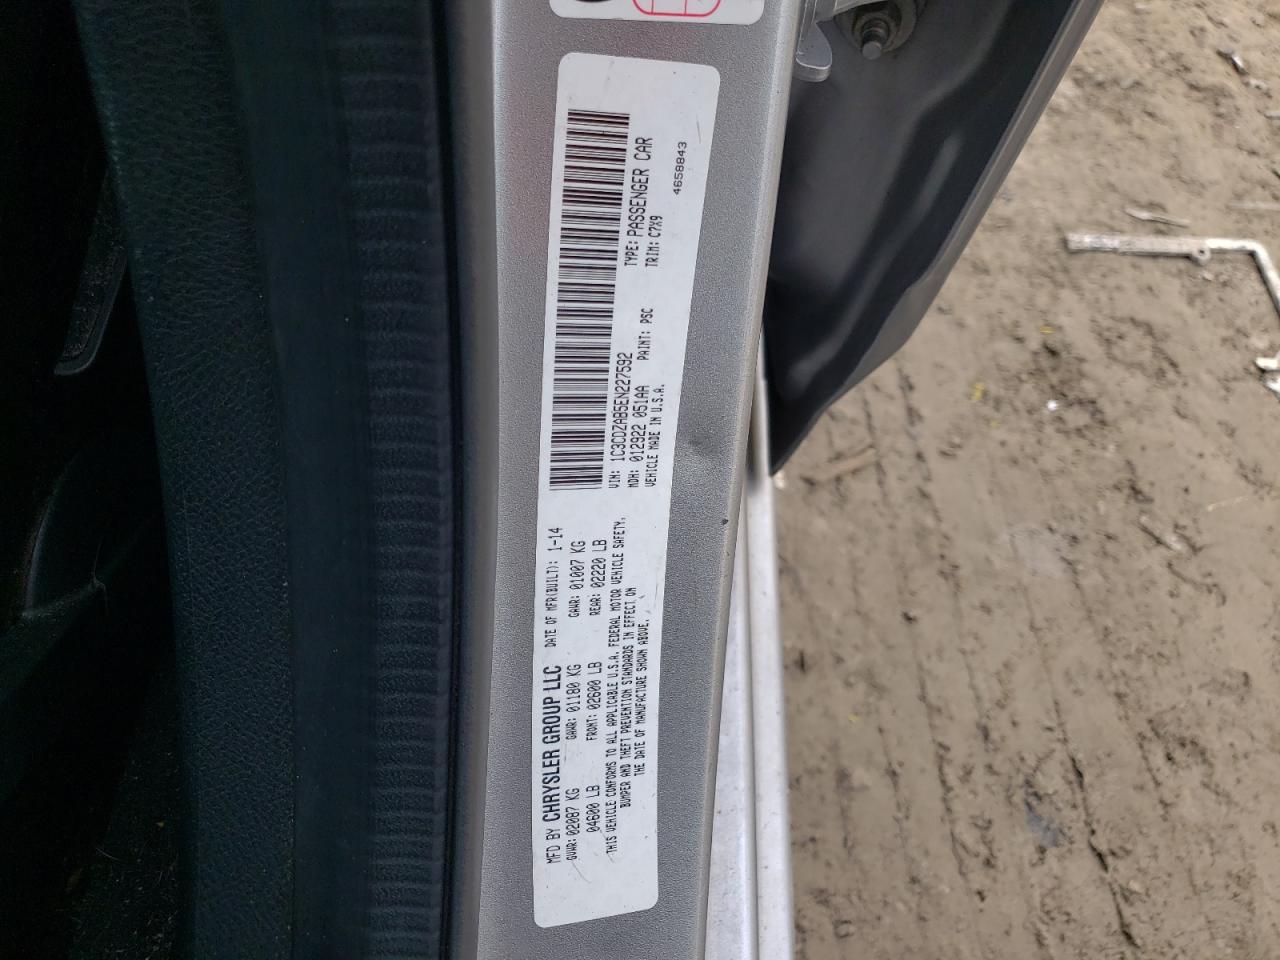 MFD BY CHRYSLER GROUP LLC DATE OF MFR(BUILT): 1-14
GVWR: 02087 KG GAWR: 01180 KG GAWR: 01007 KG
04600 LB FRONT: 02600 LB REAR: 02220 LB
THIS VEHICLE CONFORMS TO ALL APPLICABLE U.S.A. FEDERAL MOTOR VEHICLE SAFETY,
BUMPER AND THEFT PREVENTION STANDARDS IN EFFECT ON
THE DATE OF MANUFACTURE SHOWN ABOVE.
VIN: 1C3CDZAB5EN227592 TYPE: PASSENGER CAR
MDH: 012922 051AA PAINT: PSC TRIM: C7X9
VEHICLE MADE IN U.S.A.
4658843